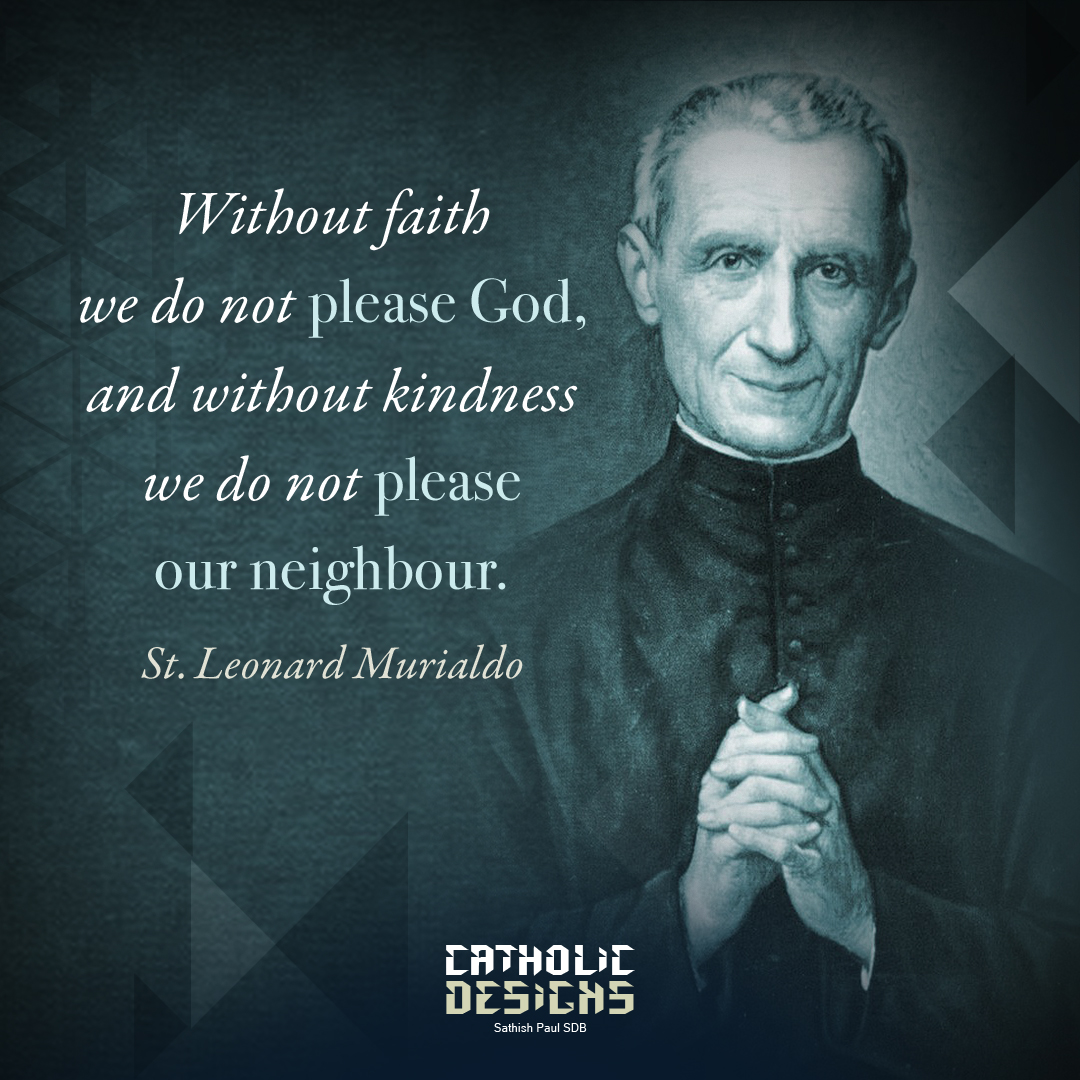 Without faith
we do not please God,
and without kindness
we do not please
our neighbour.
St. Leonard Murialdo
CATHOLIC
DESIGNS
Sathish Paul SDB